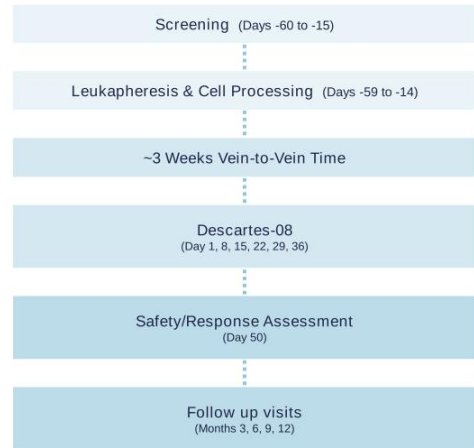 Screening (Days -60 to -15)
Leukapheresis & Cell Processing (Days -59 to -14)
~3 Weeks Vein-to-Vein Time
Descartes-08
(Day 1, 8, 15, 22, 29, 36)
Safety/Response Assessment
(Day 50)
Follow up visits
(Months 3, 6, 9, 12)